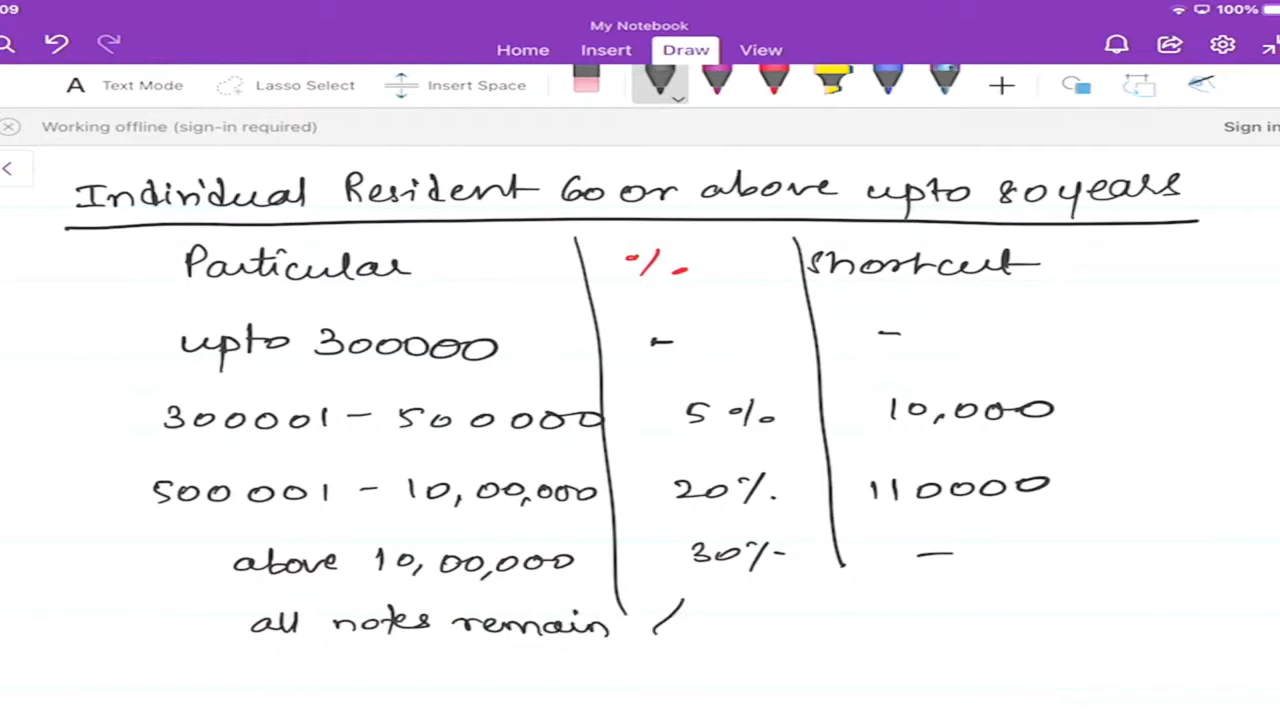 09 100%
My Notebook
Home Insert Draw View
A Text Mode Lasso Select Insert Space
Working offline (sign-in required) Sign in
Individual Resident 60 or above upto 80 years
Particular % Shortcut
upto 300000 - -
300001 - 500000 5% 10,000
500001 - 10,00,000 20% 110000
above 10,00,000 30% -
all notes remain